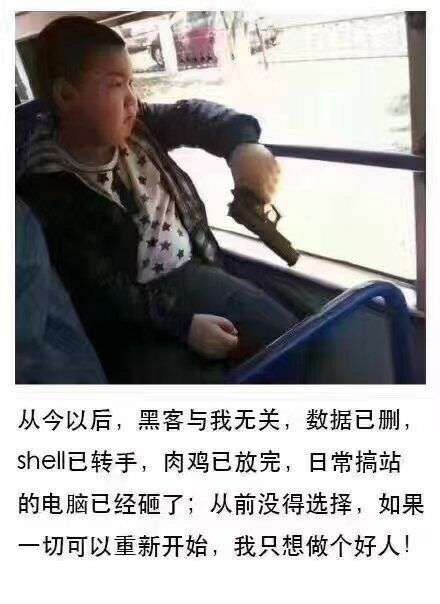 从今以后，黑客与我无关，数据已删，
shell已转手，肉鸡已放完，日常搞站
的电脑已经砸了；从前没得选择，如果
一切可以重新开始，我只想做个好人！